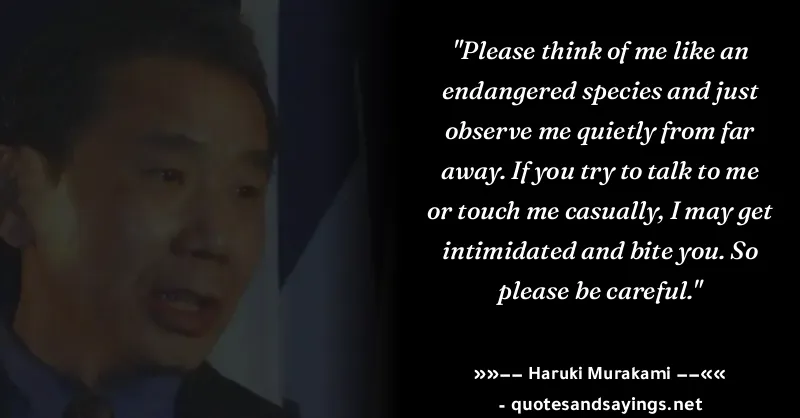 "Please think of me like an
endangered species and just
observe me quietly from far
away. If you try to talk to me
or touch me casually, I may get
intimidated and bite you. So
please be careful."
»»−− Haruki Murakami −−««
- quotesandsayings.net